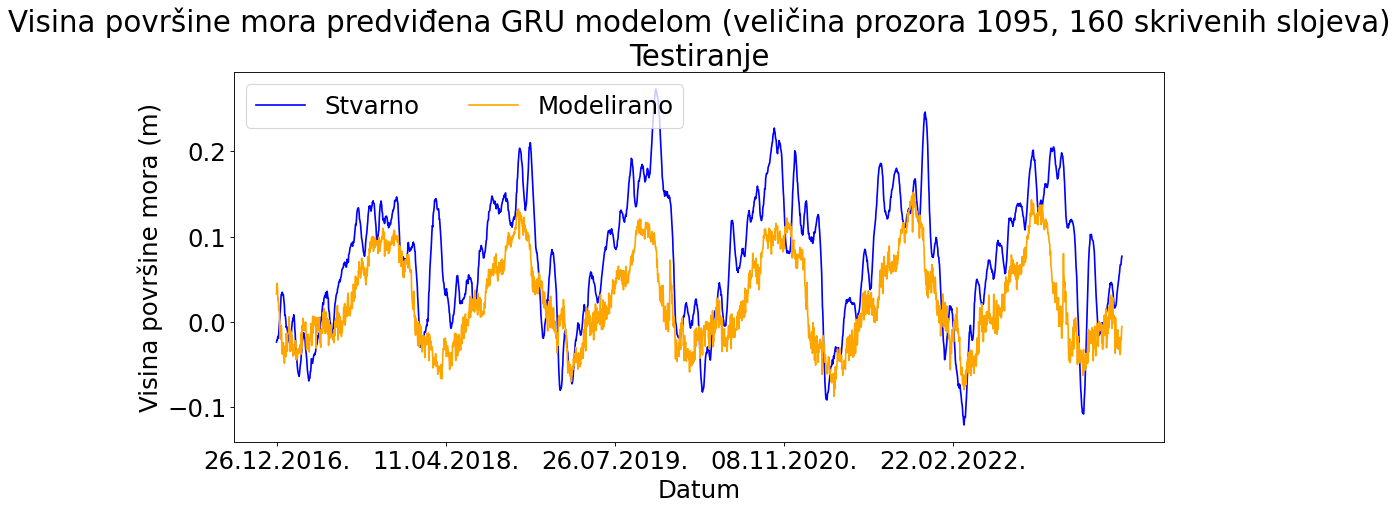 Visina površine mora predviđena GRU modelom (veličina prozora 1095, 160 skrivenih slojeva)
Testiranje
Stvarno
Modelirano
Visina površine mora (m)
0.2
0.1
0.0
−0.1
26.12.2016.
11.04.2018.
26.07.2019.
08.11.2020.
22.02.2022.
Datum